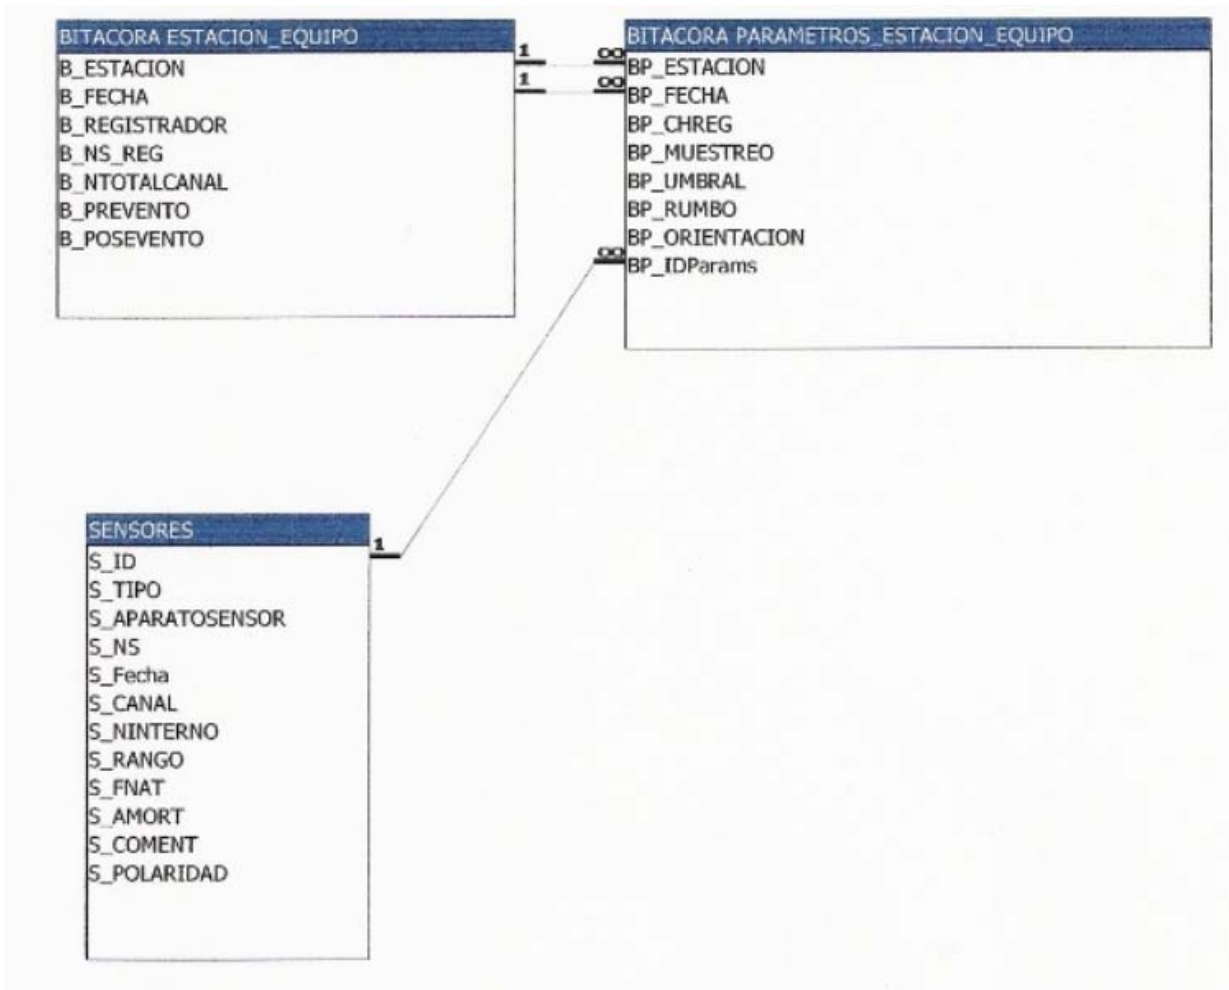 BITACORA ESTACION_EQUIPO
B_ESTACION
B_FECHA
B_REGISTRADOR
B_NS_REG
B_NTOTALCANAL
B_PREVENTO
B_POSEVENTO
1
1
∞
∞
BITACORA PARAMETROS_ESTACION_EQUIPO
BP_ESTACION
BP_FECHA
BP_CHREG
BP_MUESTREO
BP_UMBRAL
BP_RUMBO
BP_ORIENTACION
BP_IDParams
∞
SENSORES
1
S_ID
S_TIPO
S_APARATOSENSOR
S_NS
S_Fecha
S_CANAL
S_NINTERNO
S_RANGO
S_FNAT
S_AMORT
S_COMENT
S_POLARIDAD